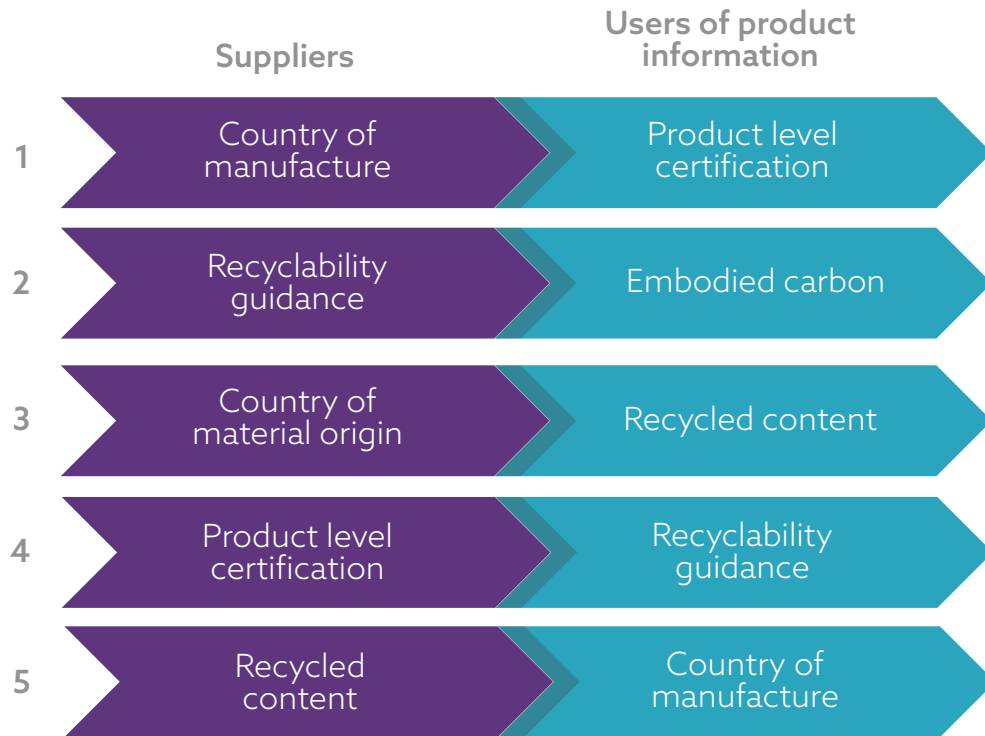 Suppliers
Users of product
information
1
Country of
manufacture
Product level
certification
2
Recyclability
guidance
Embodied carbon
3
Country of
material origin
Recycled content
4
Product level
certification
Recyclability
guidance
5
Recycled
content
Country of
manufacture